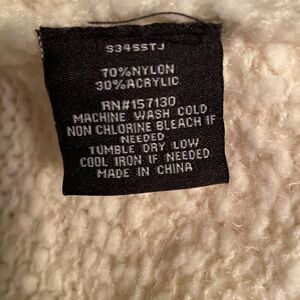 S34SSTJ
70%NYLON
30%ACRYLIC
RN#157130
MACHINE WASH COLD
NON CHLORINE BLEACH IF
NEEDED
TUMBLE DRY LOW
COOL IRON IF NEEDED
MADE IN CHINA